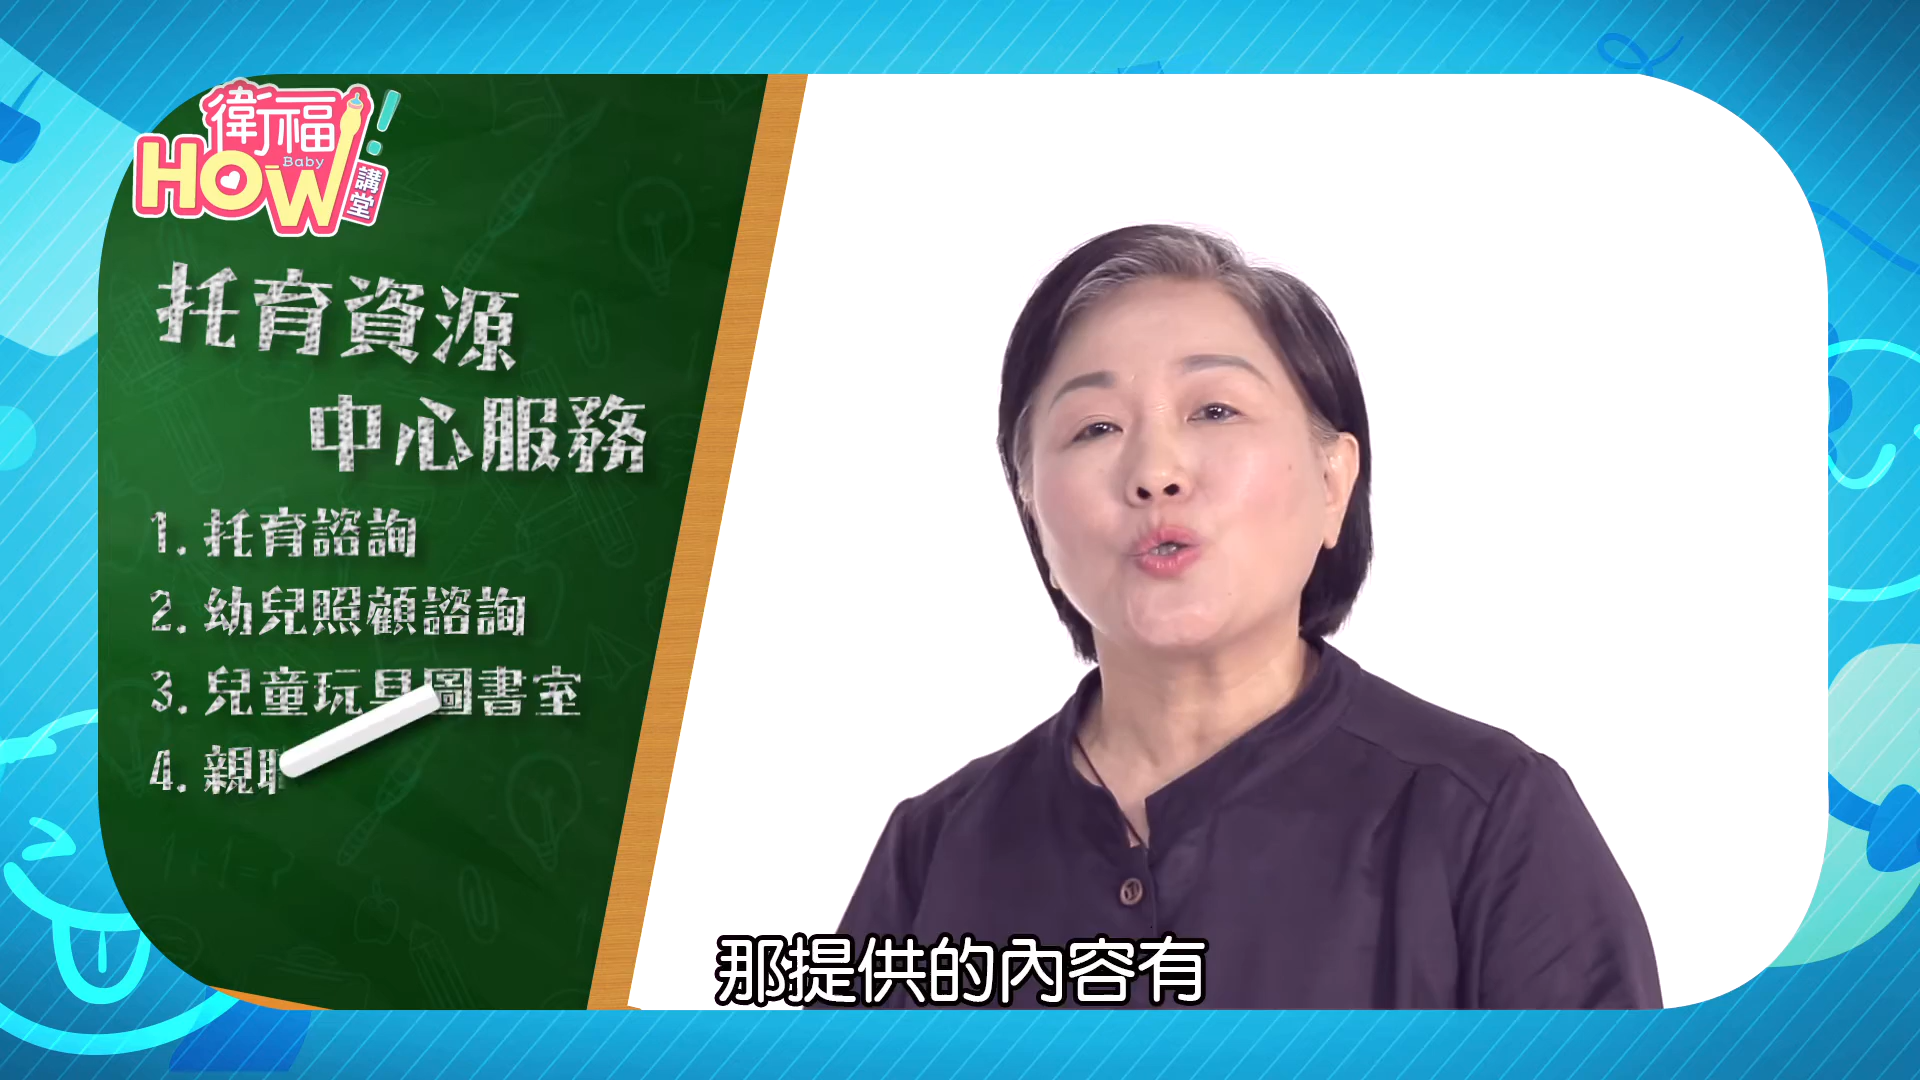 衛福
Baby
HOW!
講堂
托育資源
中心服務
1. 托育諮詢
2. 幼兒照顧諮詢
3. 兒童玩具圖書室
4. 親
那提供的內容有